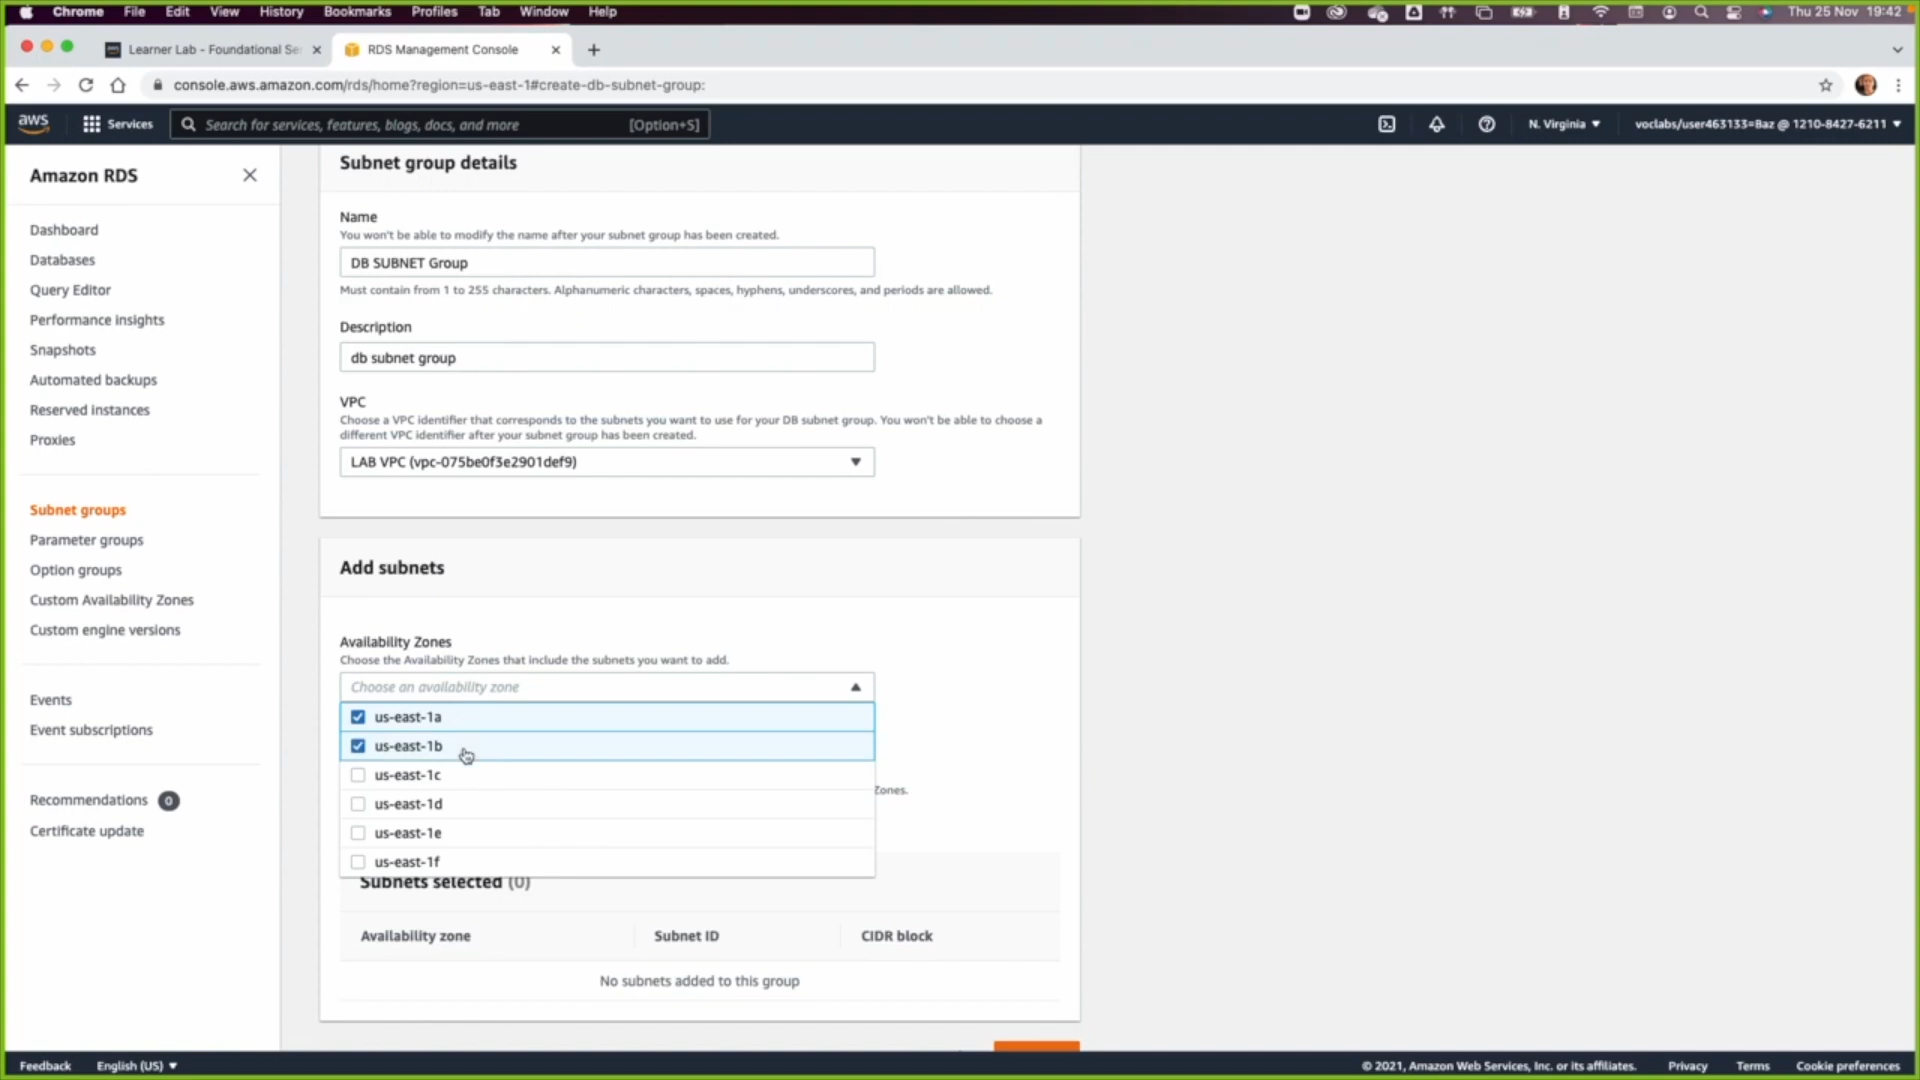 Chrome File Edit View History Bookmarks Profiles Tab Window Help Thu 25 Nov 19:42
Learner Lab - Foundational Se
RDS Management Console
console.aws.amazon.com/rds/home?region=us-east-1#create-db-subnet-group:
aws Services Search for services, features, blogs, docs, and more [Option+S] N. Virginia voclabs/user463133=Baz @ 1210-8427-6211
Amazon RDS
Dashboard
Databases
Query Editor
Performance insights
Snapshots
Automated backups
Reserved instances
Proxies
Subnet groups
Parameter groups
Option groups
Custom Availability Zones
Custom engine versions
Events
Event subscriptions
Recommendations 0
Certificate update
Subnet group details
Name
You won't be able to modify the name after your subnet group has been created.
DB SUBNET Group
Must contain from 1 to 255 characters. Alphanumeric characters, spaces, hyphens, underscores, and periods are allowed.
Description
db subnet group
VPC
Choose a VPC identifier that corresponds to the subnets you want to use for your DB subnet group. You won't be able to choose a
different VPC identifier after your subnet group has been created.
LAB VPC (vpc-075be0f3e2901def9)
Add subnets
Availability Zones
Choose the Availability Zones that include the subnets you want to add.
Choose an availability zone
us-east-1a
us-east-1b
us-east-1c
us-east-1d
Zones.
us-east-1e
us-east-1f
Subnets selected (0)
Availability zone Subnet ID CIDR block
No subnets added to this group
Feedback English (US) © 2021, Amazon Web Services, Inc. or its affiliates. Privacy Terms Cookie preferences